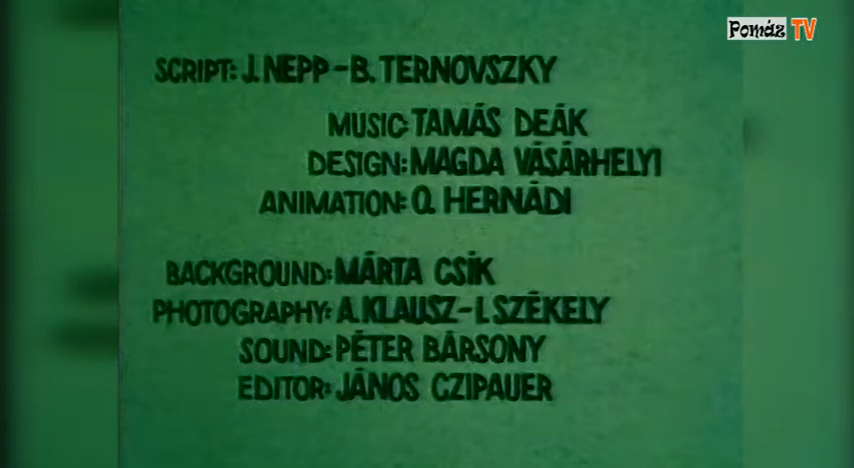 Pomáz TV
SCRIPT: J. NEPP - B. TERNOVSZKY
MUSIC: TAMÁS DEÁK
DESIGN: MAGDA VÁSÁRHELYI
ANIMATION: O. HERNÁDI
BACKGROUND: MÁRTA CSÍK
PHOTOGRAPHY: A. KLAUSZ - I. SZÉKELY
SOUND: PÉTER BÁRSONY
EDITOR: JÁNOS CZIPAUER